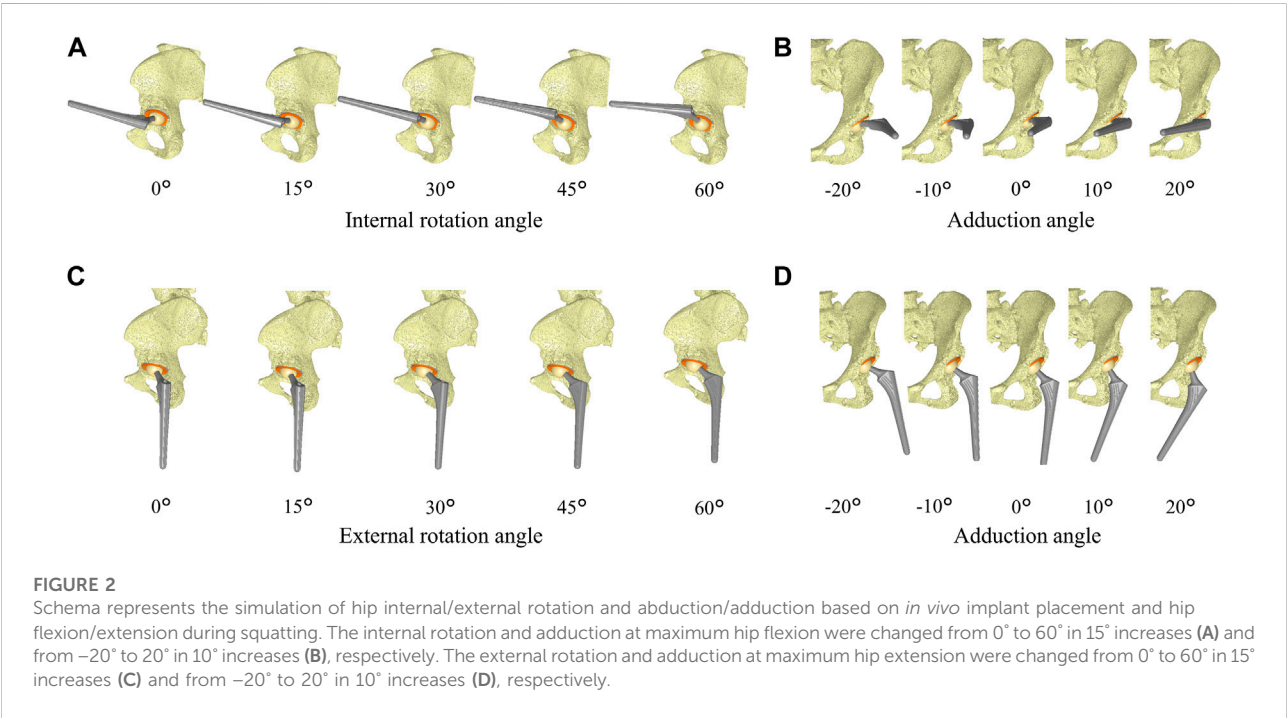 A
B
0° 15° 30° 45° 60°
-20° -10° 0° 10° 20°
Internal rotation angle
Adduction angle
C
D
0° 15° 30° 45° 60°
-20° -10° 0° 10° 20°
External rotation angle
Adduction angle
FIGURE 2
Schema represents the simulation of hip internal/external rotation and abduction/adduction based on in vivo implant placement and hip
flexion/extension during squatting. The internal rotation and adduction at maximum hip flexion were changed from 0° to 60° in 15° increases (A) and
from −20° to 20° in 10° increases (B), respectively. The external rotation and adduction at maximum hip extension were changed from 0° to 60° in 15°
increases (C) and from −20° to 20° in 10° increases (D), respectively.